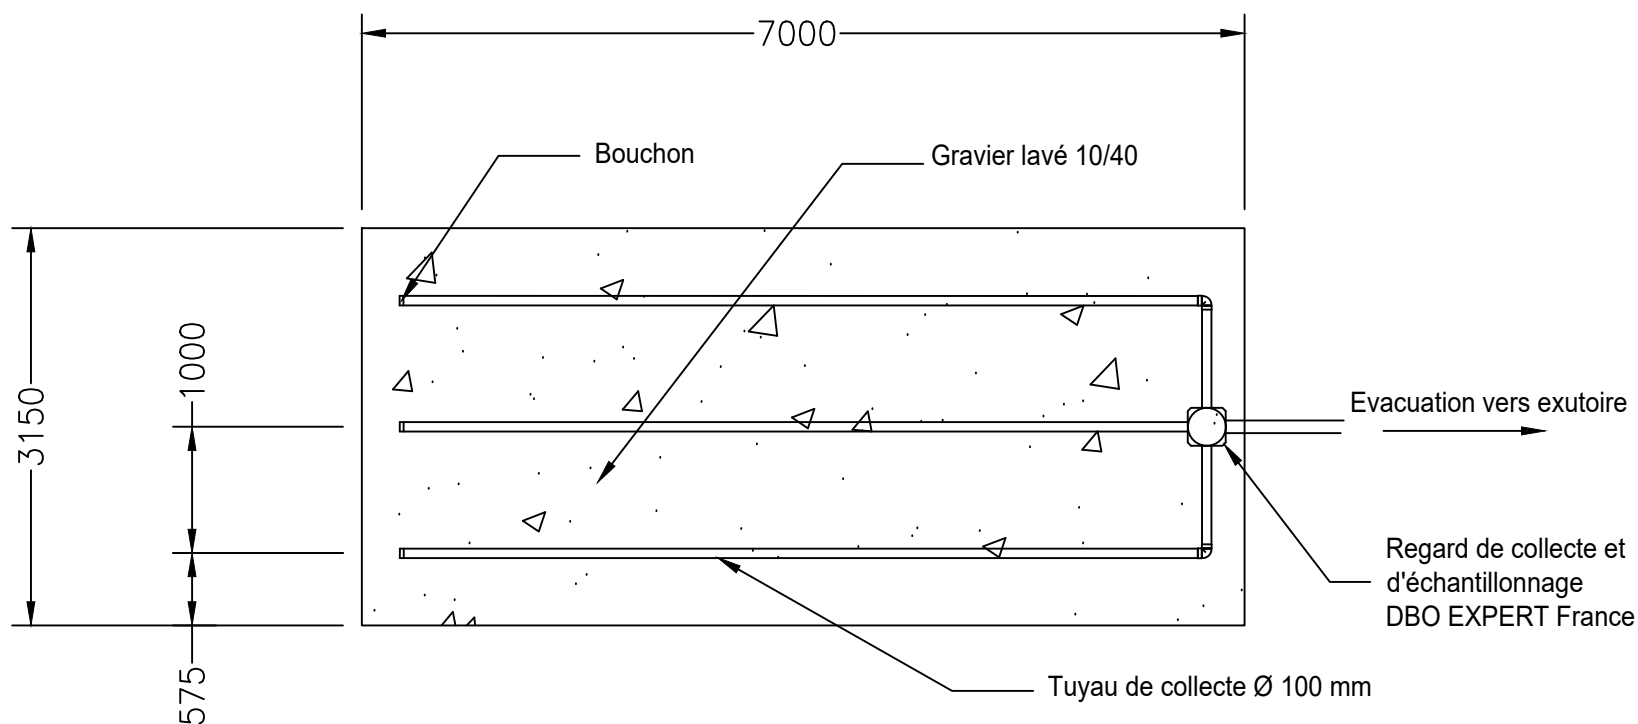 7000
Bouchon
Gravier lavé 10/40
1000
3150
Evacuation vers exutoire
Regard de collecte et
d'échantillonnage
DBO EXPERT France
575
Tuyau de collecte Ø 100 mm